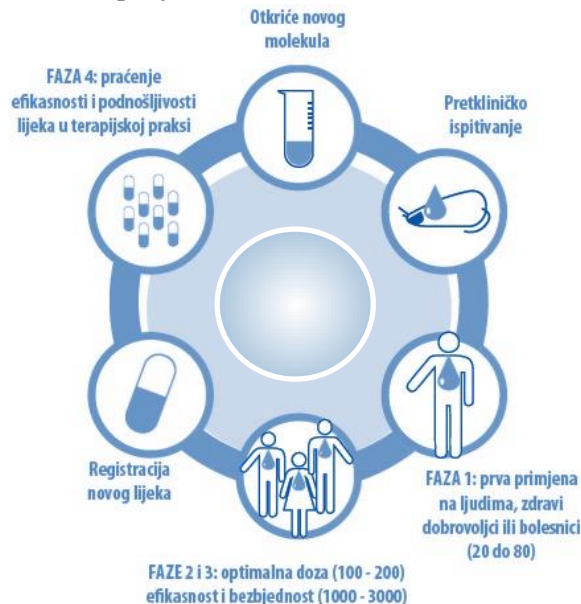 Otkriće novog
molekula
Pretkliničko
ispitivanje
FAZA 1: prva primjena
na ljudima, zdravi
dobrovoljci ili bolesnici
(20 do 80)
FAZE 2 i 3: optimalna doza (100 - 200)
efikasnost i bezbjednost (1000 - 3000)
Registracija
novog lijeka
FAZA 4: praćenje
efikasnosti i podnošljivosti
lijeka u terapijskoj praksi